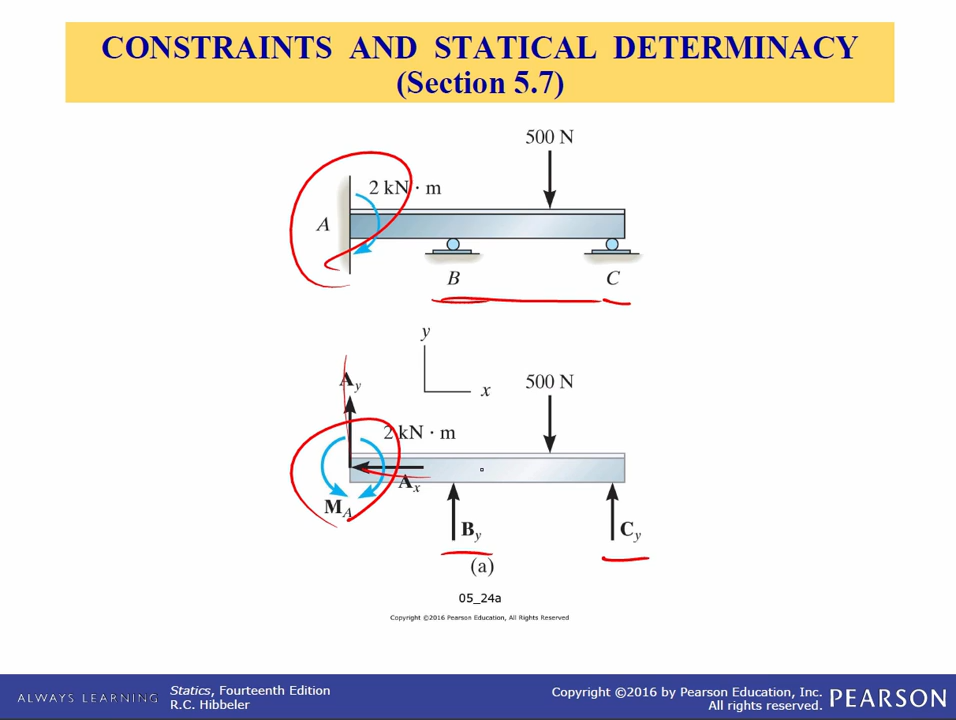 CONSTRAINTS AND STATICAL DETERMINACY
(Section 5.7)
500 N
2 kN · m
A
B
C
y
x
A_y
500 N
2 kN · m
A_x
M_A
B_y
C_y
(a)
05_24a
Copyright ©2016 Pearson Education, All Rights Reserved
ALWAYS LEARNING
Statics, Fourteenth Edition
R.C. Hibbeler
Copyright ©2016 by Pearson Education, Inc.
All rights reserved.
PEARSON